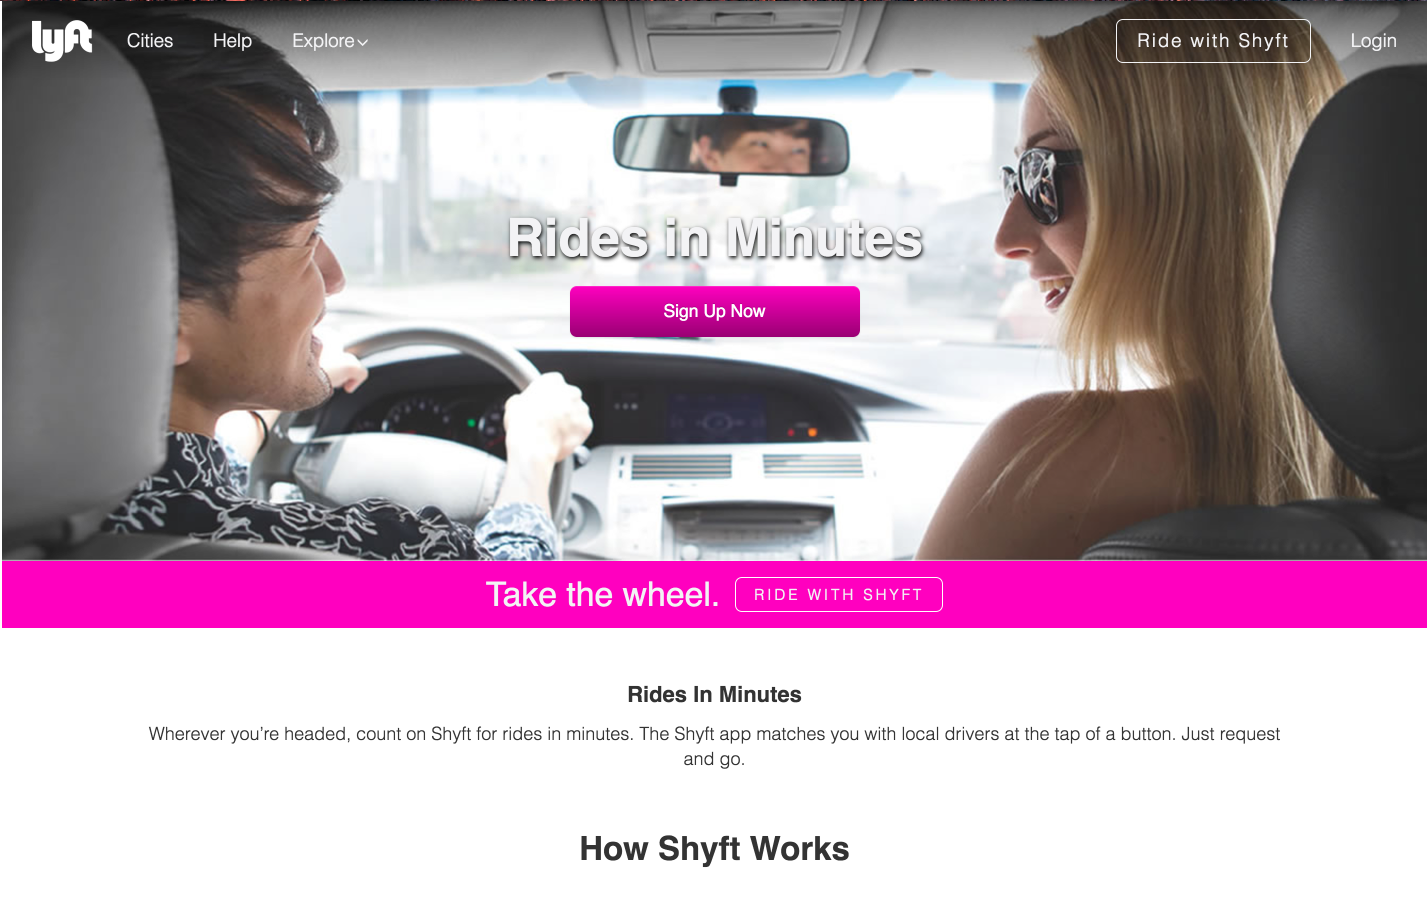 lyft Cities Help Explore Ride with Shyft Login
Rides in Minutes
Sign Up Now
Take the wheel. RIDE WITH SHYFT
Rides In Minutes
Wherever you’re headed, count on Shyft for rides in minutes. The Shyft app matches you with local drivers at the tap of a button. Just request
and go.
How Shyft Works